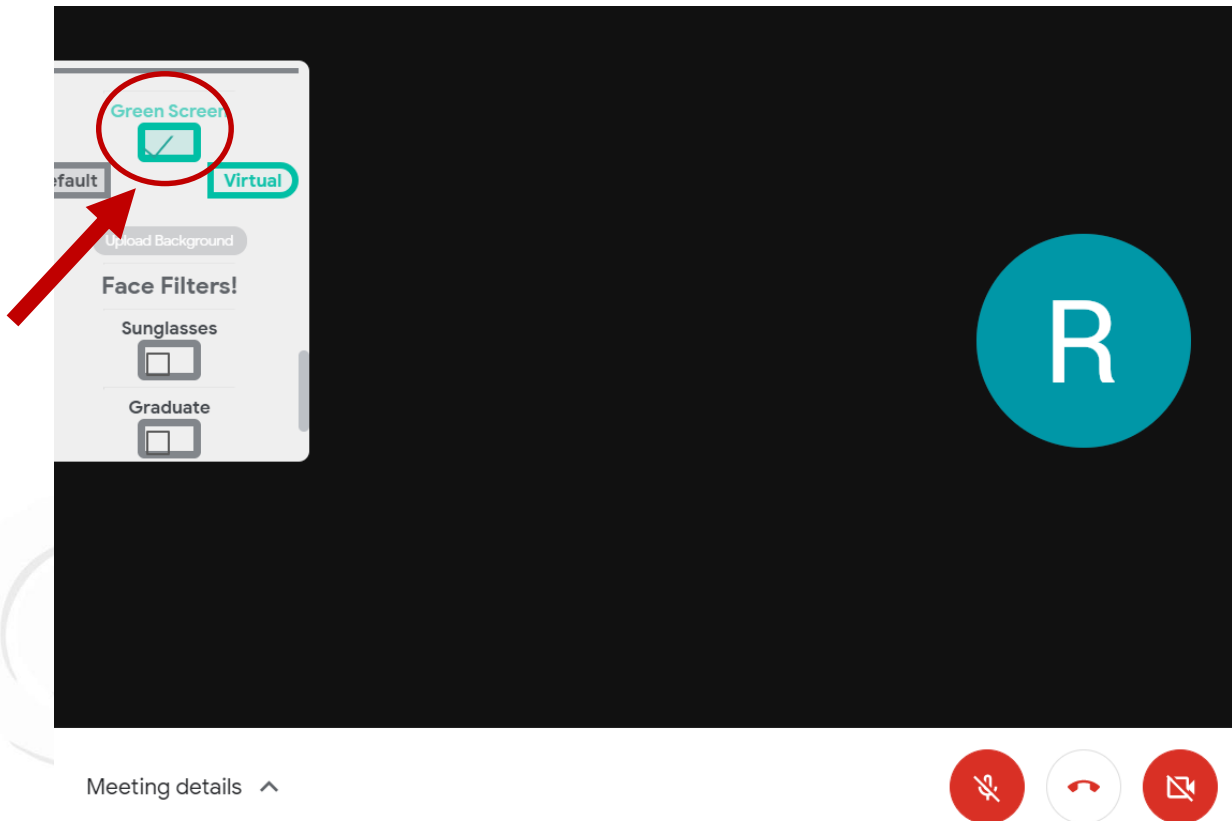 Green Screen
efault Virtual
Upload Background
Face Filters!
Sunglasses
Graduate
R
Meeting details